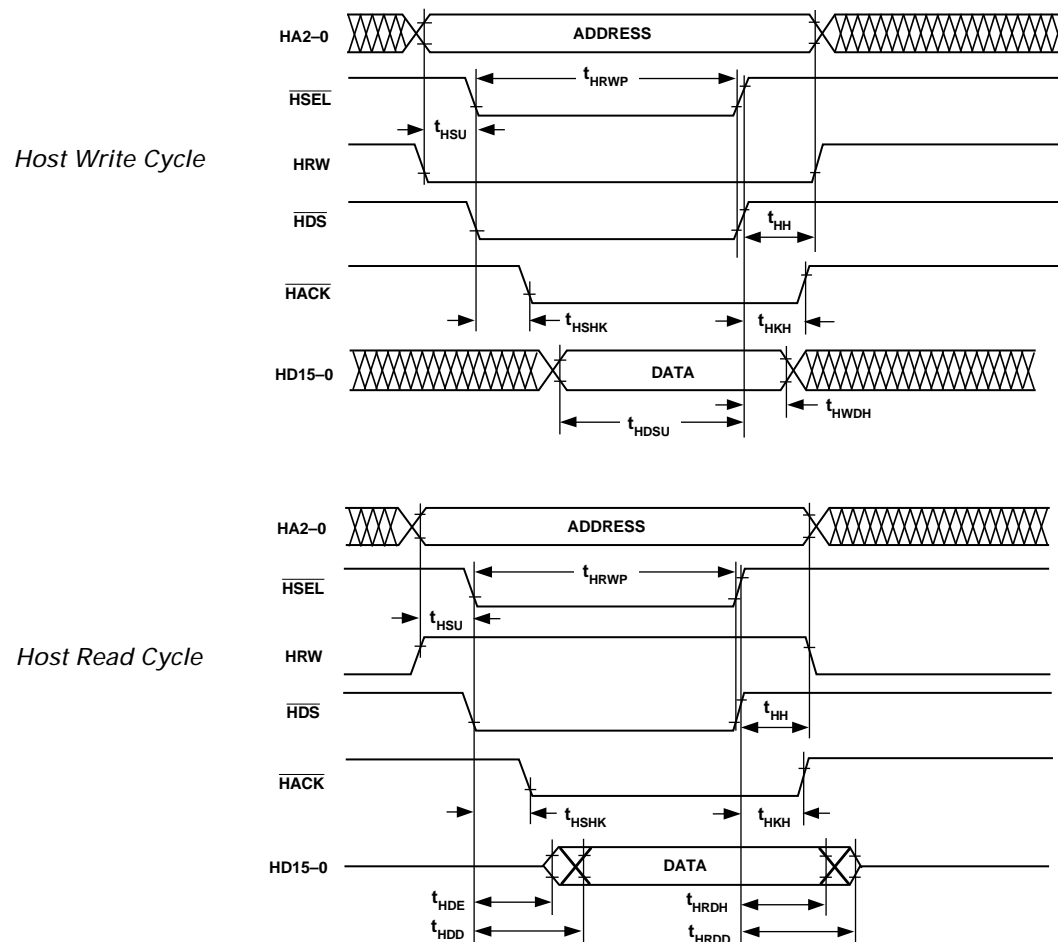 HA2–0
ADDRESS
tHRWP
HSEL
tHSU
Host Write Cycle
HRW
HDS
tHH
HACK
tHSHK
tHKH
HD15–0
DATA
tHWDH
tHDSU
HA2–0
ADDRESS
tHRWP
HSEL
tHSU
Host Read Cycle
HRW
HDS
tHH
HACK
tHSHK
tHKH
HD15–0
DATA
tHDE
tHRDH
tHDD
tHRDD